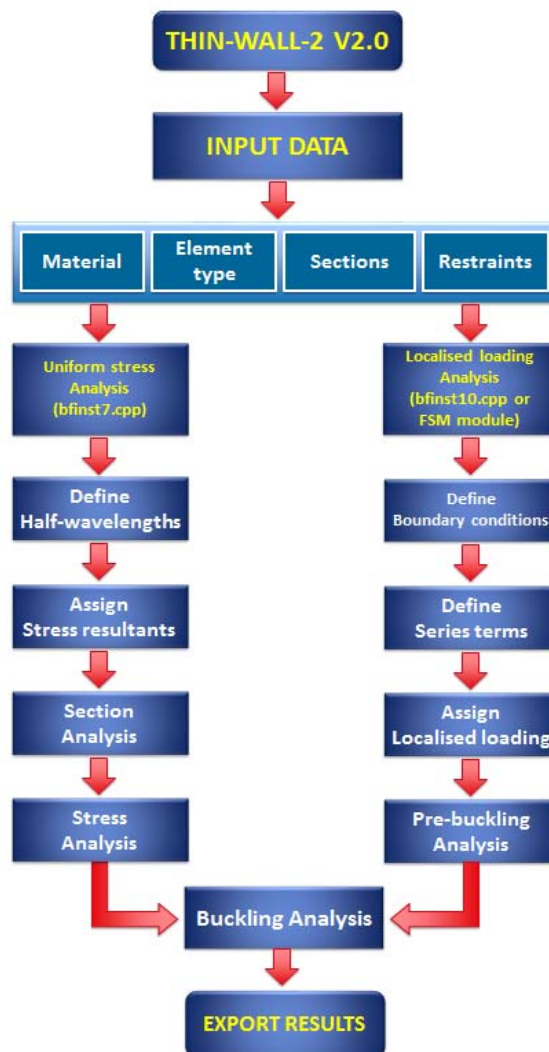 THIN-WALL-2 V2.0
INPUT DATA
Material
Element
type
Sections
Restraints
Uniform stress
Analysis
(bfinst7.cpp)
Define
Half-wavelengths
Assign
Stress resultants
Section
Analysis
Stress
Analysis
Localised loading
Analysis
(bfinst10.cpp or
FSM module)
Define
Boundary conditions
Define
Series terms
Assign
Localised loading
Pre-buckling
Analysis
Buckling Analysis
EXPORT RESULTS